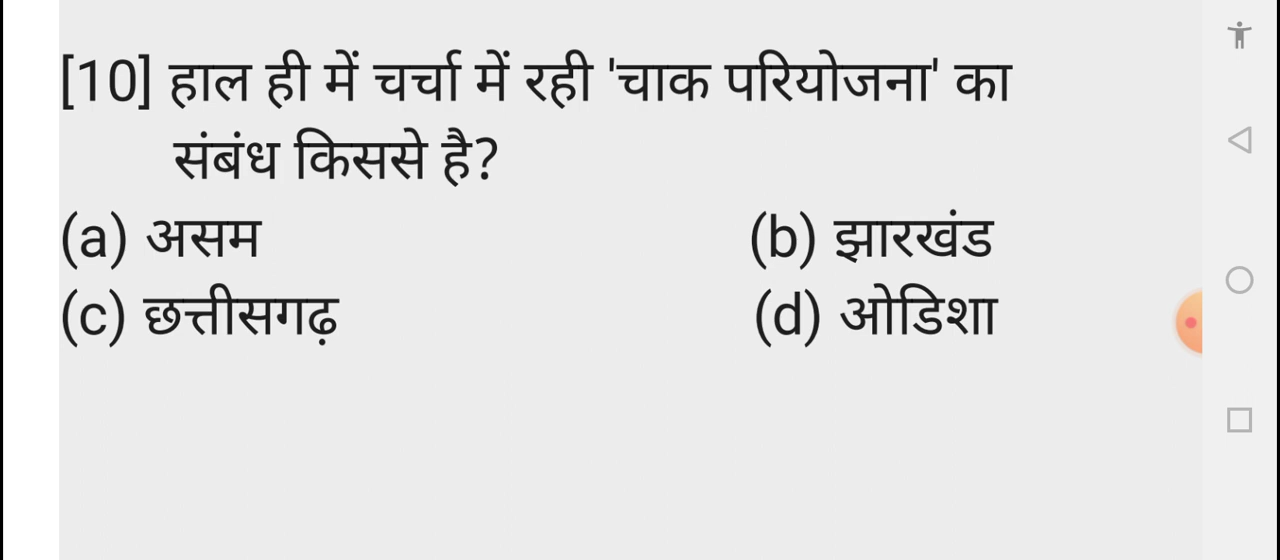 [10] हाल ही में चर्चा में रही 'चाक परियोजना' का
संबंध किससे है?
(a) असम (b) झारखंड
(c) छत्तीसगढ़ (d) ओडिशा